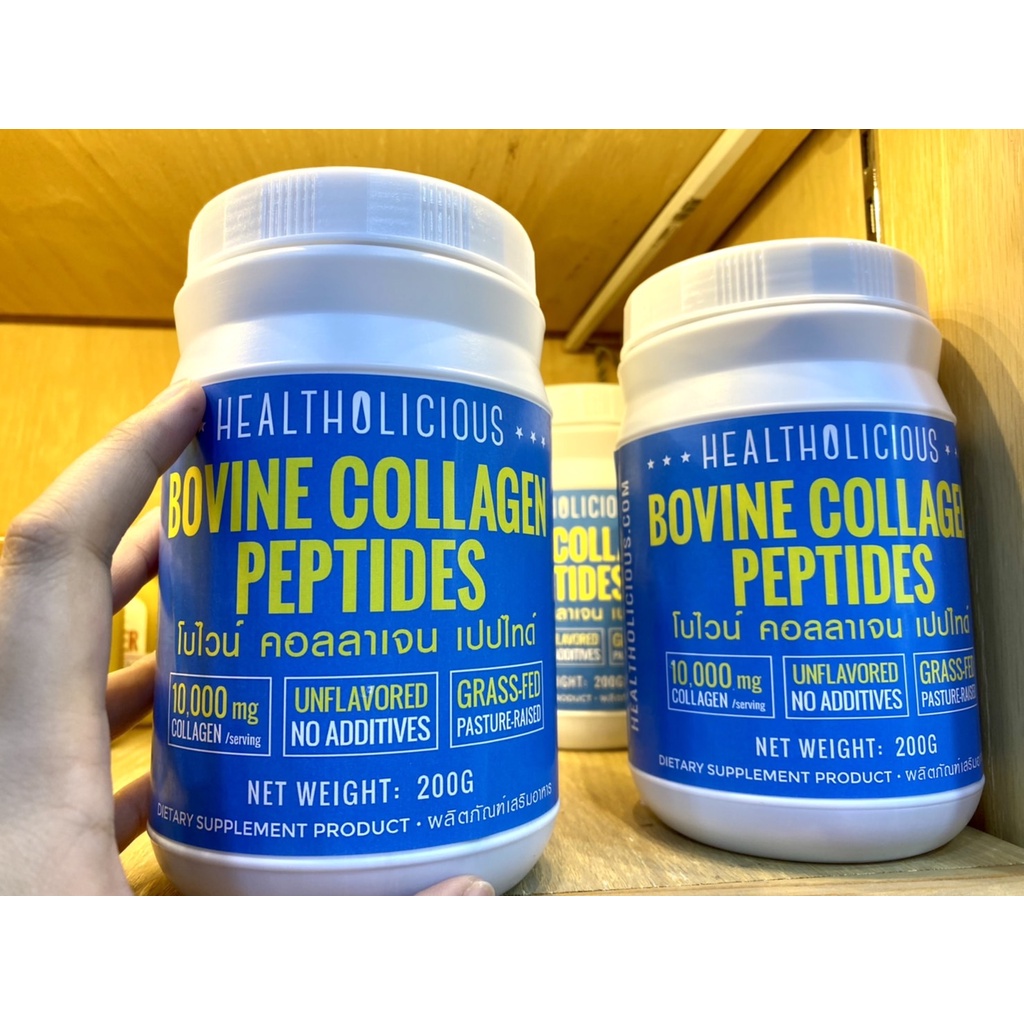 HEALTHOLICIOUS
BOVINE COLLAGEN
PEPTIDES
โบไวน์ คอลลาเจน เปปไทด์
10,000 mg
COLLAGEN /serving
UNFLAVORED
NO ADDITIVES
GRASS-FED
PASTURE-RAISED
NET WEIGHT: 200G
DIETARY SUPPLEMENT PRODUCT • ผลิตภัณฑ์เสริมอาหาร
HEALTHOLICIOUS
BOVINE COLLAGEN
PEPTIDES
โบไวน์ คอลลาเจน เปปไทด์
10,000 mg
COLLAGEN /serving
UNFLAVORED
NO ADDITIVES
GRASS-FED
PASTURE-RAISED
NET WEIGHT: 200G
DIETARY SUPPLEMENT PRODUCT • ผลิตภัณฑ์เสริมอา
HEALTHOLICIOUS.COM
OLICIO
COLL
TIDES
200G